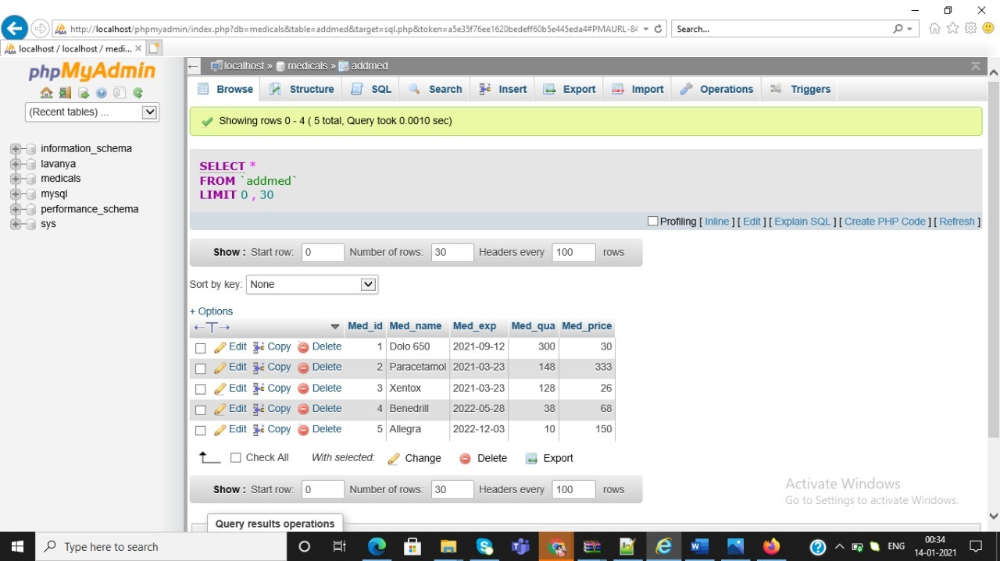 http://localhost/phpmyadmin/index.php?db=medicals&table=addmed&target=sql.php&token=a5e35f76ee1620bedeff60b5e445eda4#PMAURL-84 Search...
localhost / localhost / medi...
phpMyAdmin
(Recent tables) ...
information_schema
lavanya
medicals
mysql
performance_schema
sys
localhost » medicals » addmed
Browse Structure SQL Search Insert Export Import Operations Triggers
Showing rows 0 - 4 ( 5 total, Query took 0.0010 sec)
SELECT *
FROM `addmed`
LIMIT 0 , 30
Profiling [ Inline ] [ Edit ] [ Explain SQL ] [ Create PHP Code ] [ Refresh ]
Show : Start row: 0 Number of rows: 30 Headers every 100 rows
Sort by key: None
+ Options
←T→ Med_id Med_name Med_exp Med_qua Med_price
Edit Copy Delete 1 Dolo 650 2021-09-12 300 30
Edit Copy Delete 2 Paracetamol 2021-03-23 148 333
Edit Copy Delete 3 Xentox 2021-03-23 128 26
Edit Copy Delete 4 Benedrill 2022-05-28 38 68
Edit Copy Delete 5 Allegra 2022-12-03 10 150
Check All With selected: Change Delete Export
Show : Start row: 0 Number of rows: 30 Headers every 100 rows
Query results operations
Activate Windows
Go to Settings to activate Windows.
Type here to search
ENG
00:34
14-01-2021